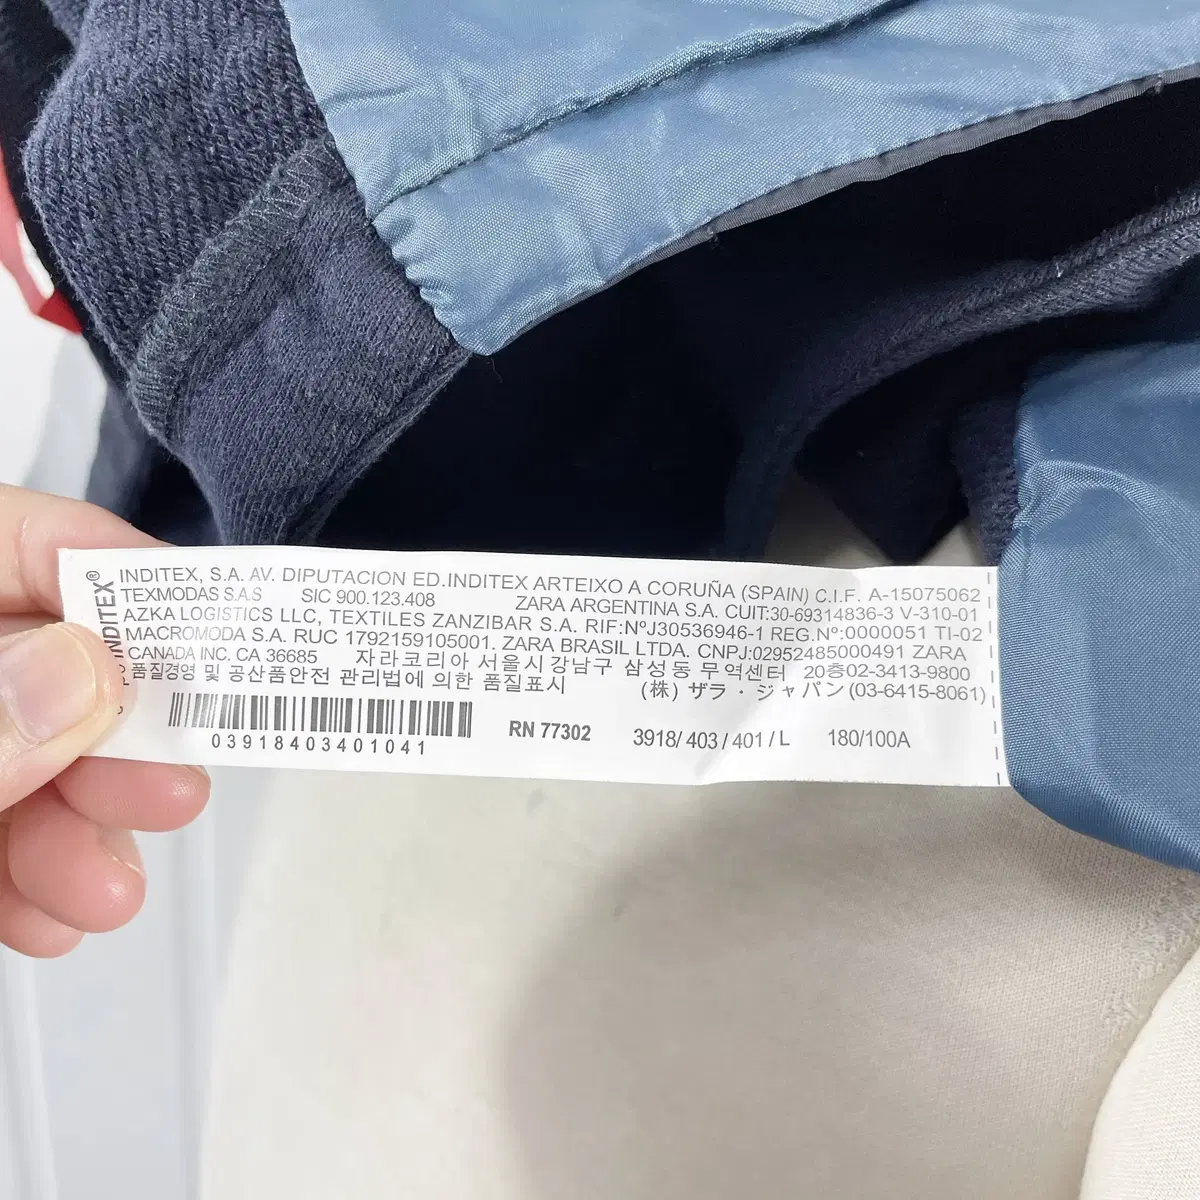 INDITEX®
INDITEX, S.A. AV. DIPUTACION ED.INDITEX ARTEIXO A CORUÑA (SPAIN) C.I.F. A-15075062
TEXMODAS S.A.S SIC 900.123.408 ZARA ARGENTINA S.A. CUIT:30-69314836-3 V-310-01
AZKA LOGISTICS LLC, TEXTILES ZANZIBAR S.A. RIF:NºJ30536946-1 REG.Nº:0000051 TI-02
MACROMODA S.A. RUC 1792159105001. ZARA BRASIL LTDA. CNPJ:02952485000491 ZARA
CANADA INC. CA 36685 자라코리아 서울시 강남구 삼성동 무역센터 20층02-3413-9800
품질경영 및 공산품안전 관리법에 의한 품질표시 (株) ザラ・ジャパン (03-6415-8061)
03918403401041
RN 77302 3918/ 403 / 401 / L 180/100A